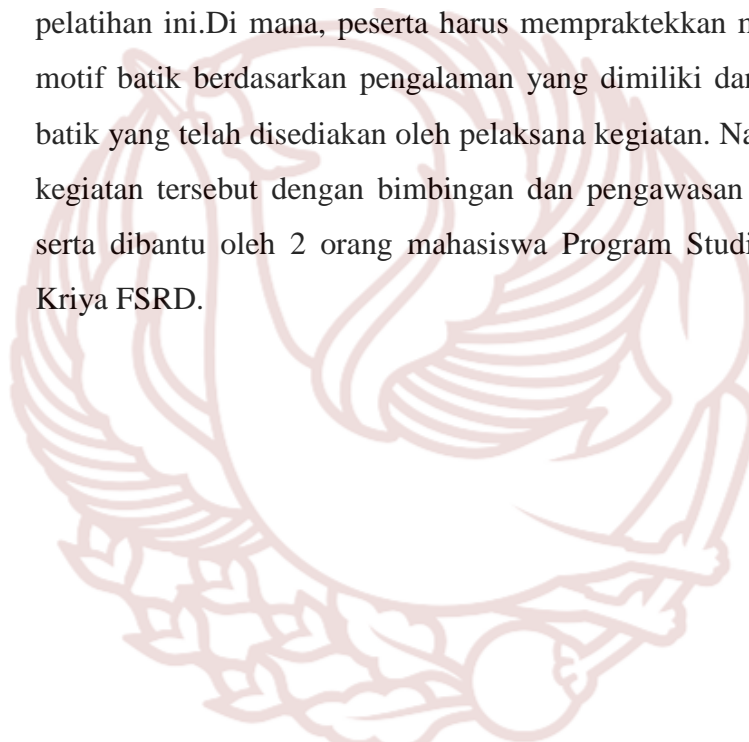 pelatihan ini.Di mana, peserta harus mempraktekkan
motif batik berdasarkan pengalaman yang dimiliki
batik yang telah disediakan oleh pelaksana kegiatan.
kegiatan tersebut dengan bimbingan dan pengawasan
serta dibantu oleh 2 orang mahasiswa Program Studi
Kriya FSRD.